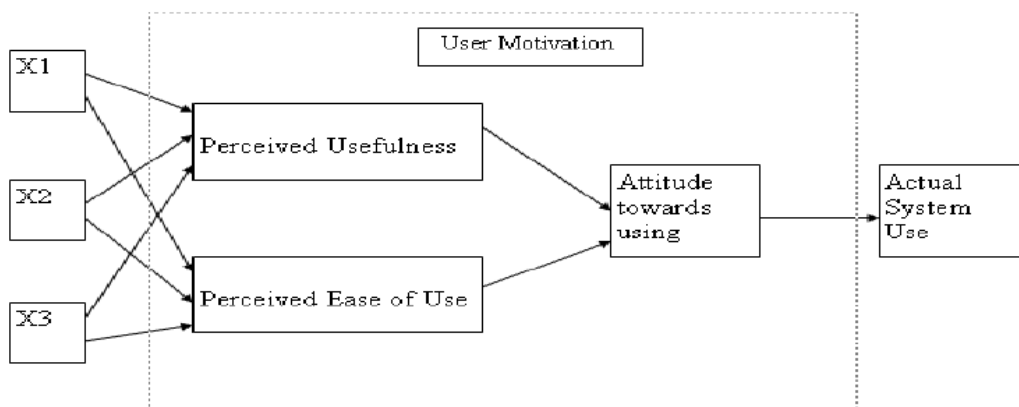 User Motivation
X1
Perceived Usefulness
X2
Attitude
towards
using
Actual
System
Use
X3
Perceived Ease of Use